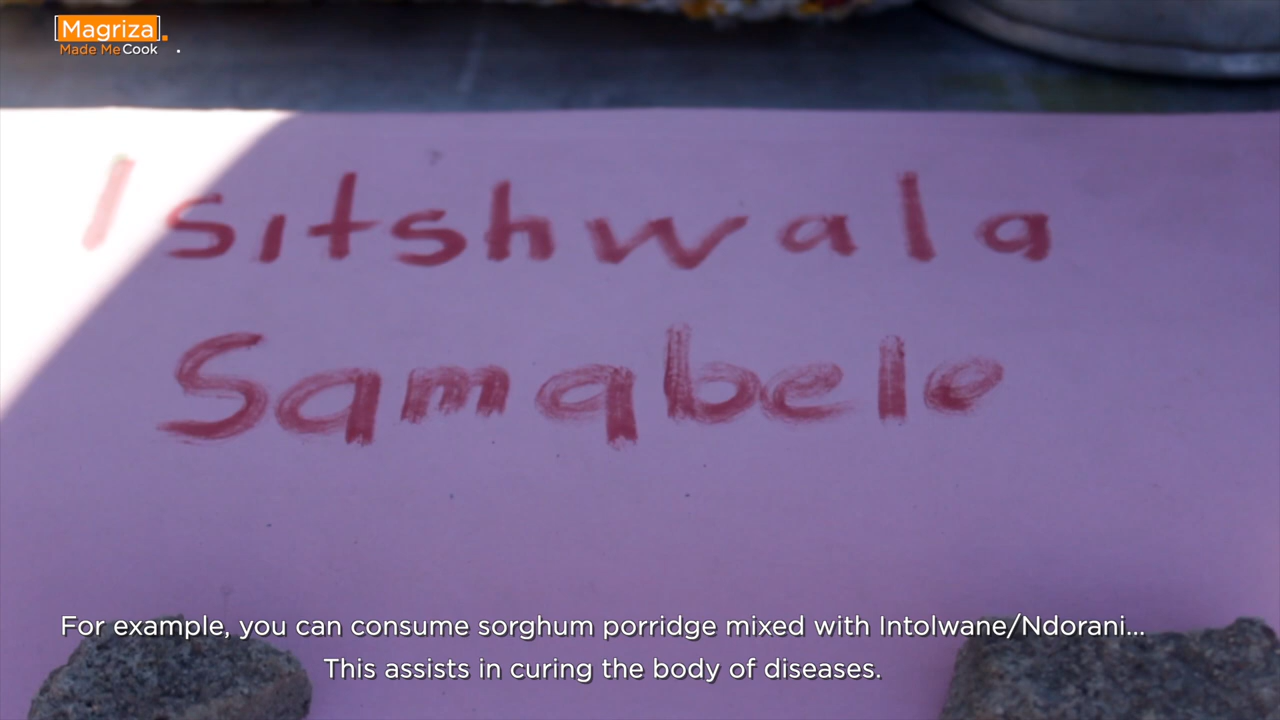 Magriza.
Made Me Cook
Isitshwala
Samabele
For example, you can consume sorghum porridge mixed with Intolwane/Ndorani...
This assists in curing the body of diseases.